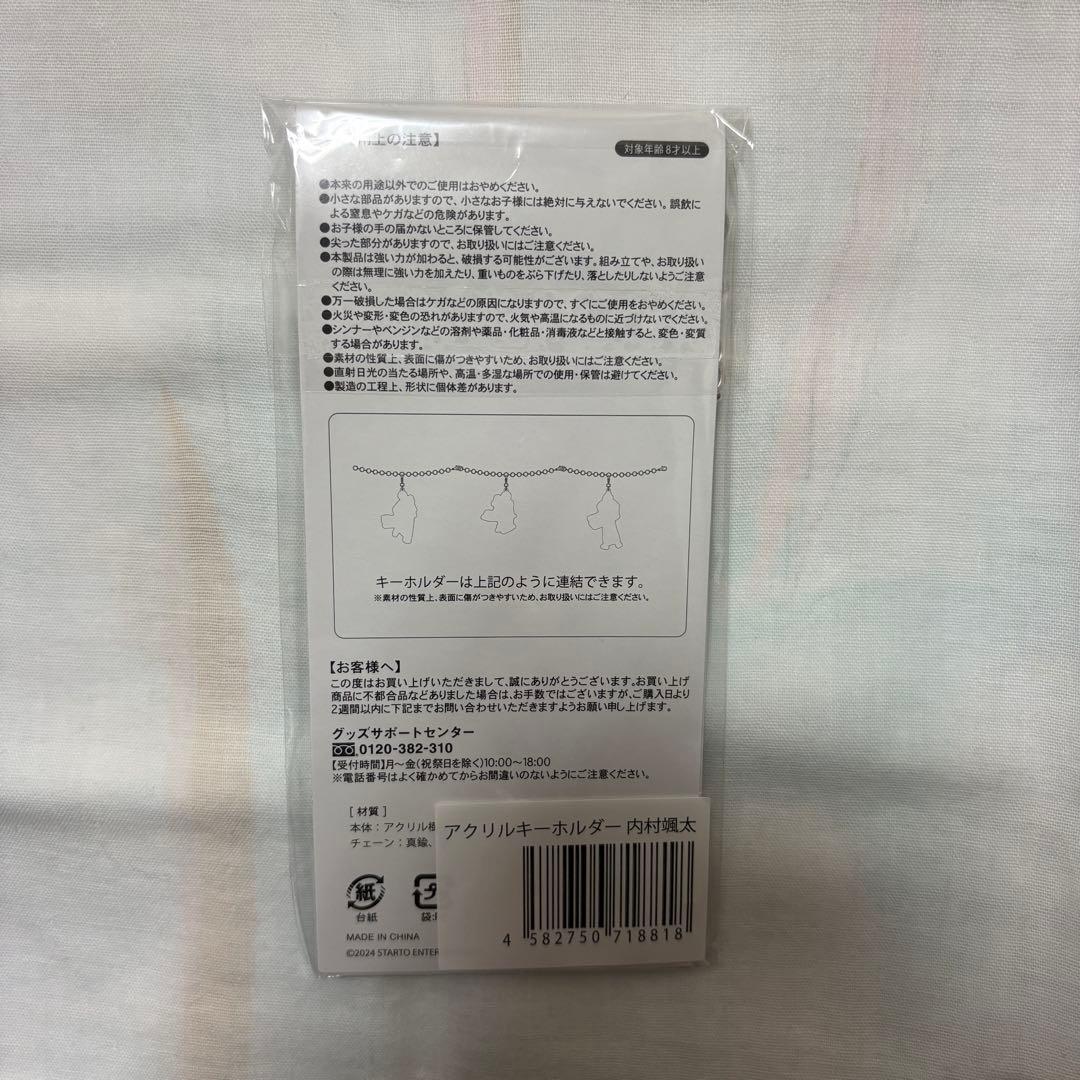 用上の注意】
対象年齢8才以上
●本来の用途以外でのご使用はおやめください。
●小さな部品がありますので、小さなお子様には絶対に与えないでください。誤飲に
よる窒息やケガなどの危険があります。
●お子様の手の届かないところに保管してください。
●尖った部分がありますので、お取り扱いにはご注意ください。
●本製品は強い力が加わると、破損する可能性がございます。組み立てや、お取り扱い
の際は無理に強い力を加えたり、重いものをぶら下げたり、落としたりしないようご注意
ください。
●万一破損した場合はケガなどの原因になりますので、すぐにご使用をおやめください。
●火災や変形・変色の恐れがありますので、火気や高温になるものに近づけないでください。
●シンナーやベンジンなどの溶剤や薬品・化粧品・消毒液などと接触すると、変色・変質
する場合があります。
●素材の性質上、表面に傷がつきやすいため、お取り扱いにはご注意ください。
●直射日光の当たる場所や、高温・多湿な場所での使用・保管は避けてください。
●製造の工程上、形状に個体差があります。
キーホルダーは上記のように連結できます。
※素材の性質上、表面に傷がつきやすいため、お取り扱いにはご注意ください。
【お客様へ】
この度はお買い上げいただきまして、誠にありがとうございます。お買い上げ
商品に不都合品などありました場合は、お手数ではございますが、ご購入日より
2週間以内に下記までお問い合わせいただきますようお願い申し上げます。
グッズサポートセンター
0120-382-310
【受付時間】月～金(祝祭日を除く)10:00～18:00
※電話番号はよく確かめてからお間違いのないようにご注意ください。
[ 材質 ]
本体：アクリル樹
チェーン：真鍮、
アクリルキーホルダー 内村颯太
紙
台紙
プ
袋:
4 582750 718818
MADE IN CHINA
©2024 STARTO ENTER